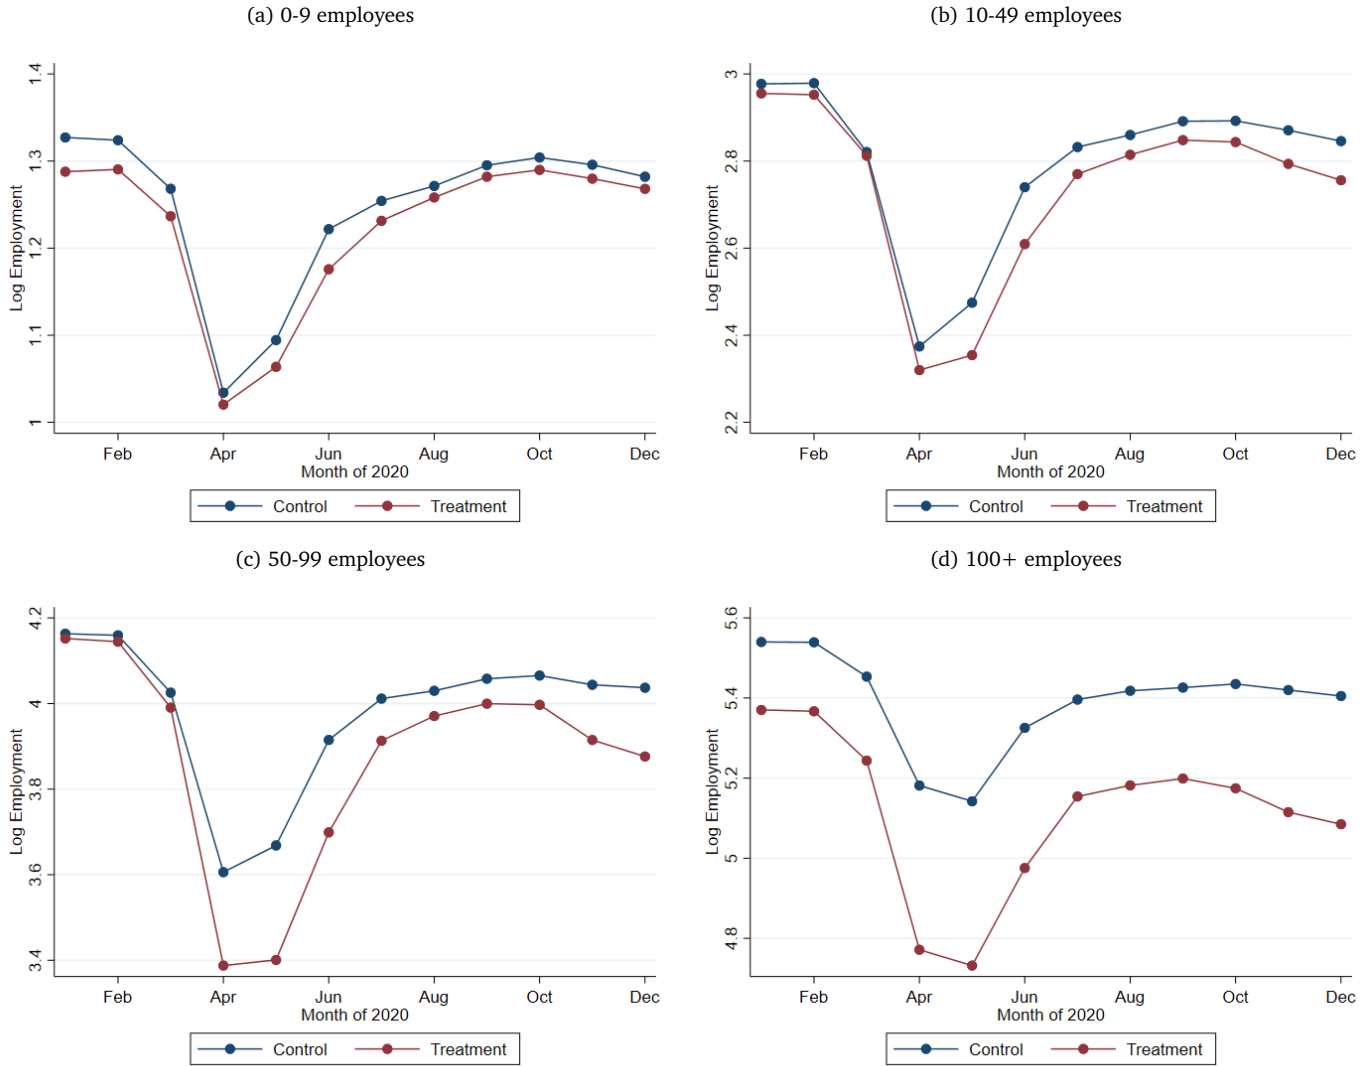 (a) 0-9 employees
1.4
1.3
1.2
1.1
1
Log Employment
Feb Apr Jun Aug Oct Dec
Month of 2020
Control Treatment
(b) 10-49 employees
3
2.8
2.6
2.4
2.2
Log Employment
Feb Apr Jun Aug Oct Dec
Month of 2020
Control Treatment
(c) 50-99 employees
4.2
4
3.8
3.6
3.4
Log Employment
Feb Apr Jun Aug Oct Dec
Month of 2020
Control Treatment
(d) 100+ employees
5.6
5.4
5.2
5
4.8
Log Employment
Feb Apr Jun Aug Oct Dec
Month of 2020
Control Treatment